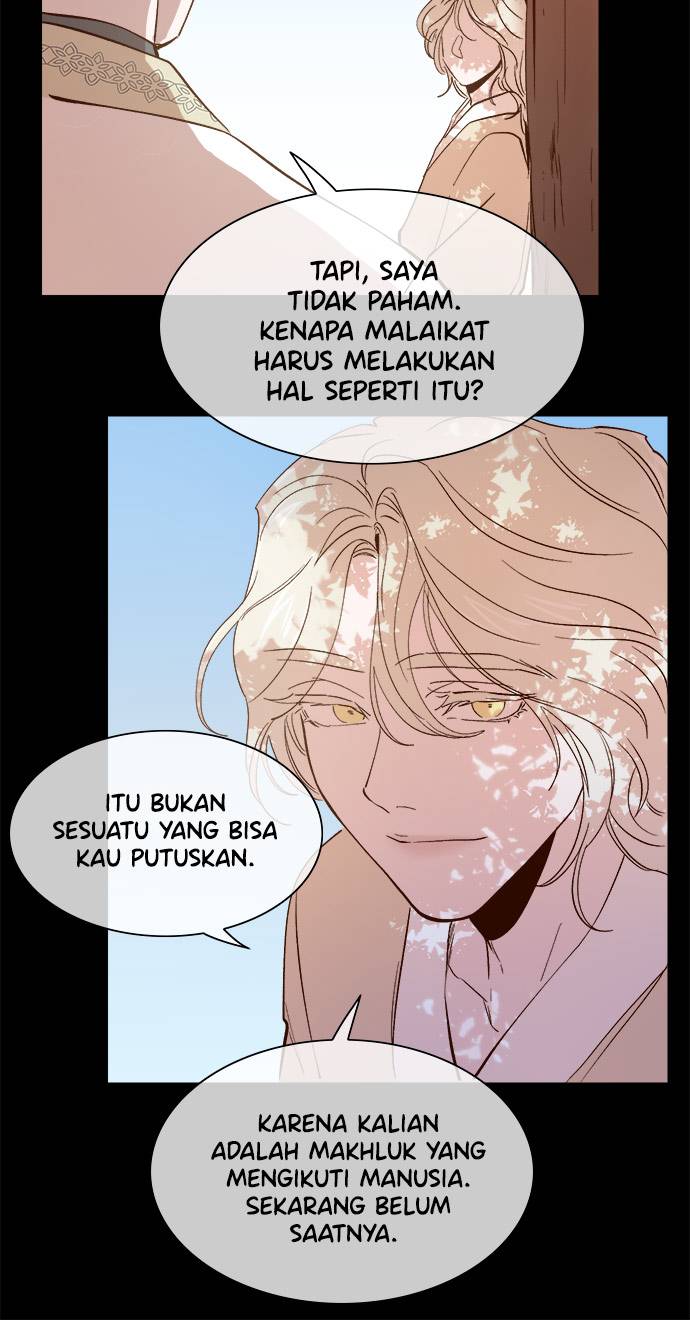 TAPI, SAYA
TIDAK PAHAM.
KENAPA MALAIKAT
HARUS MELAKUKAN
HAL SEPERTI ITU?
ITU BUKAN
SESUATU YANG BISA
KAU PUTUSKAN.
KARENA KALIAN
ADALAH MAKHLUK YANG
MENGIKUTI MANUSIA.
SEKARANG BELUM
SAATNYA.